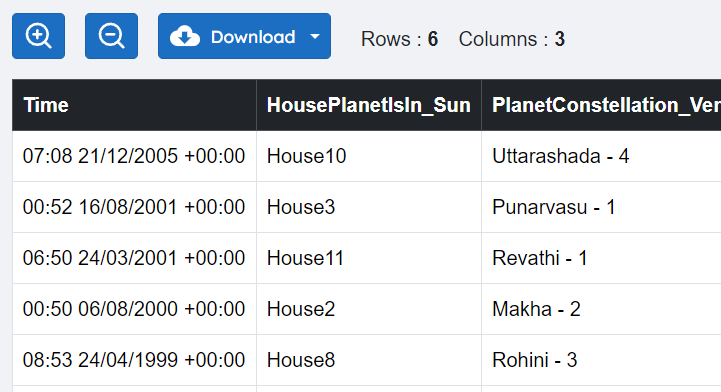 Download Rows : 6 Columns : 3
Time HousePlanetIsIn_Sun PlanetConstellation_Ven
07:08 21/12/2005 +00:00 House10 Uttarashada - 4
00:52 16/08/2001 +00:00 House3 Punarvasu - 1
06:50 24/03/2001 +00:00 House11 Revathi - 1
00:50 06/08/2000 +00:00 House2 Makha - 2
08:53 24/04/1999 +00:00 House8 Rohini - 3